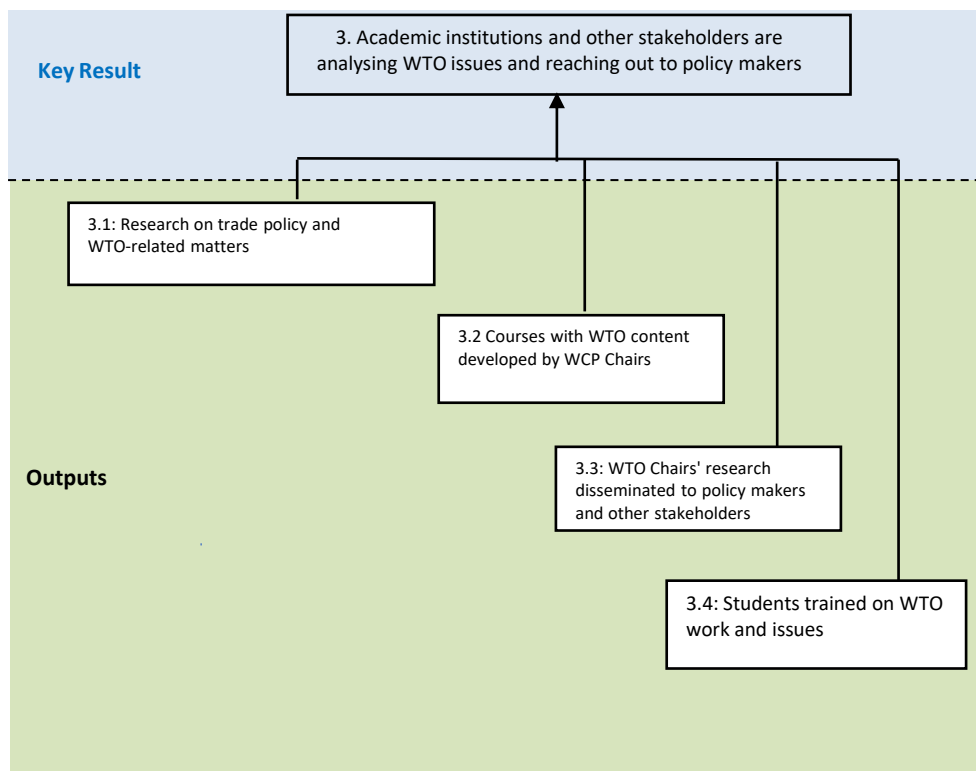 3. Academic institutions and other stakeholders are
analysing WTO issues and reaching out to policy makers
Key Result
3.1: Research on trade policy and
WTO-related matters
3.2 Courses with WTO content
developed by WCP Chairs
3.3: WTO Chairs' research
disseminated to policy makers
and other stakeholders
Outputs
3.4: Students trained on WTO
work and issues